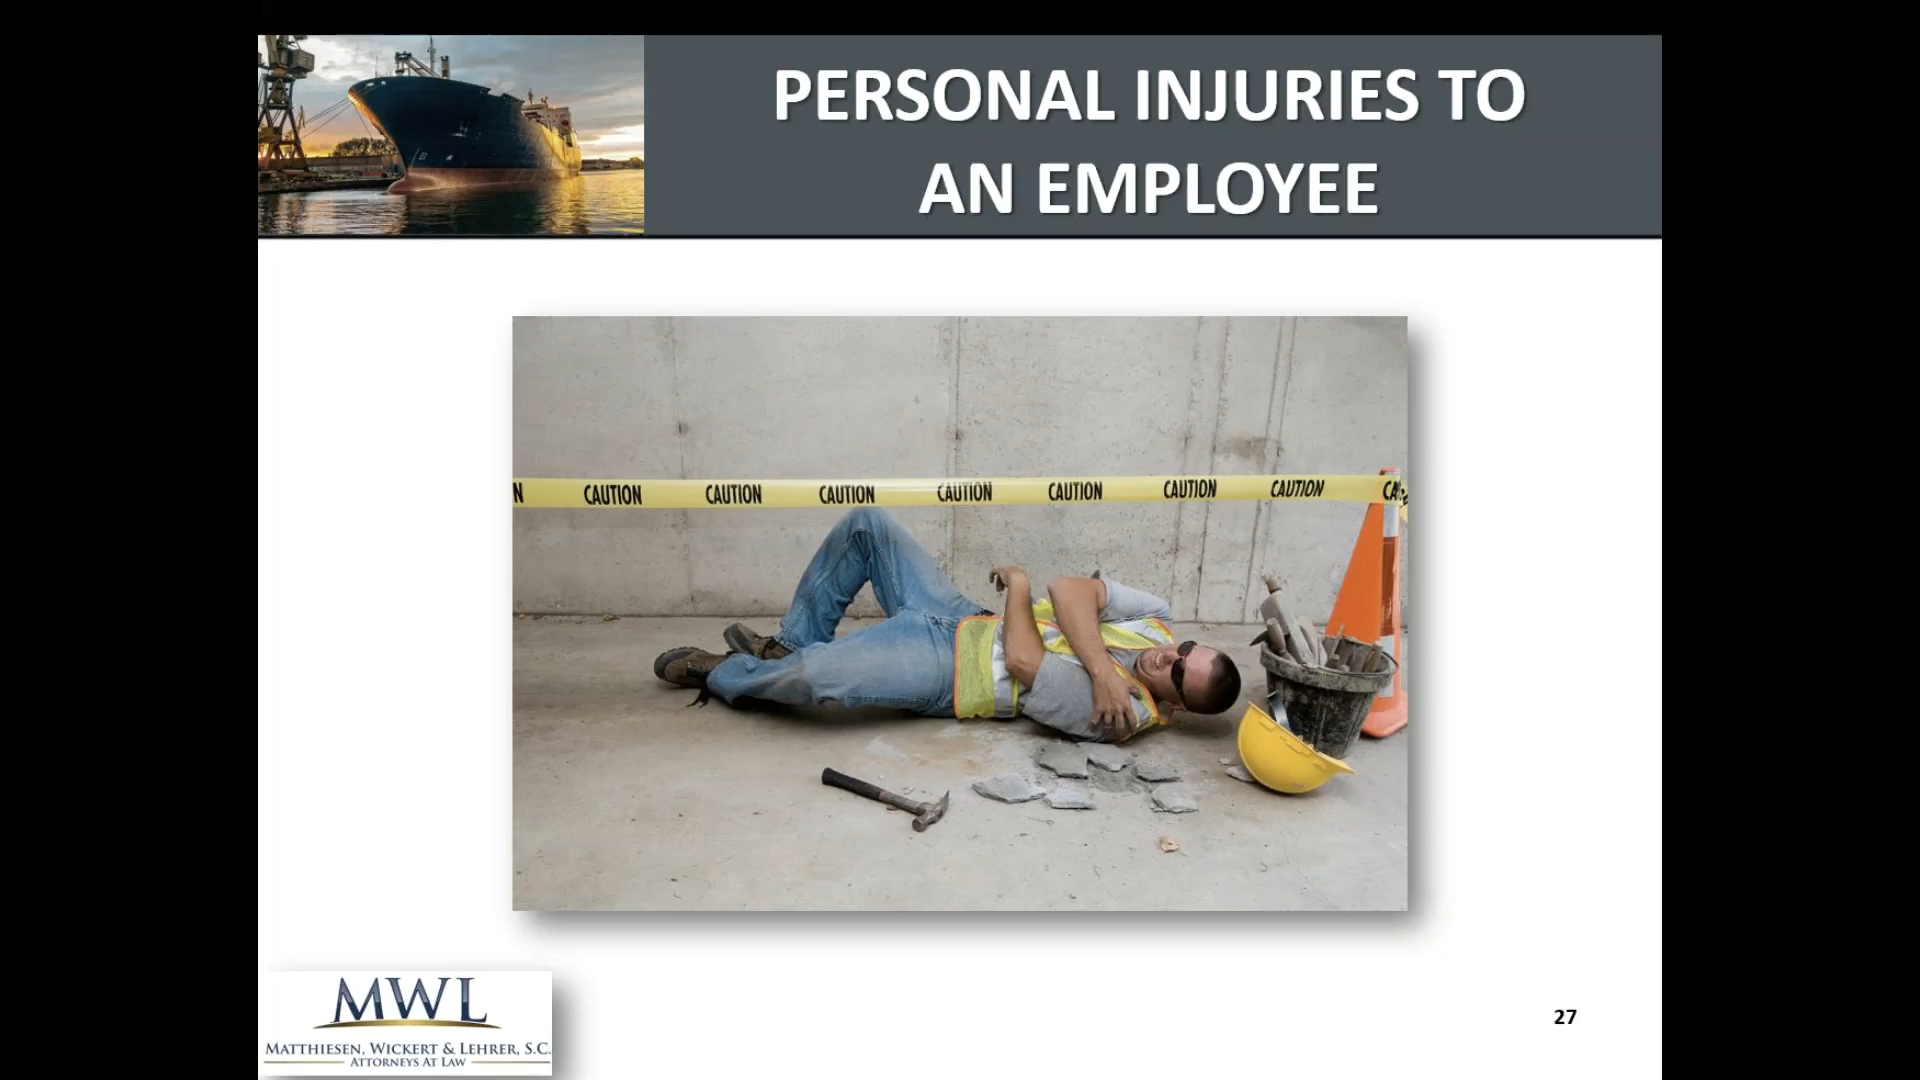 PERSONAL INJURIES TO
AN EMPLOYEE
N CAUTION CAUTION CAUTION CAUTION CAUTION CAUTION CAUTION CA
MWL
MATTHIESEN, WICKERT & LEHRER, S.C.
ATTORNEYS AT LAW
27